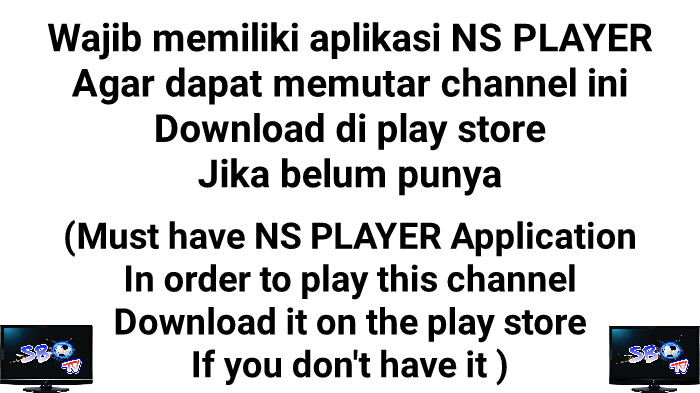 Wajib memiliki aplikasi NS PLAYER
Agar dapat memutar channel ini
Download di play store
Jika belum punya
(Must have NS PLAYER Application
In order to play this channel
Download it on the play store
If you don't have it )
SBO TV
SBO TV